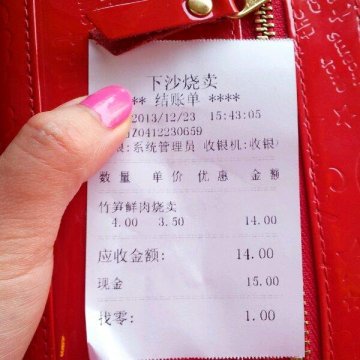 下沙烧卖
** 结账单 ****
2013/12/23 15:43:05
Z0412230659
银:系统管理员 收银机:收银
数量 单价 优惠 金额
竹笋鲜肉烧卖
4.00 3.50 14.00
应收金额: 14.00
现金 15.00
找零: 1.00